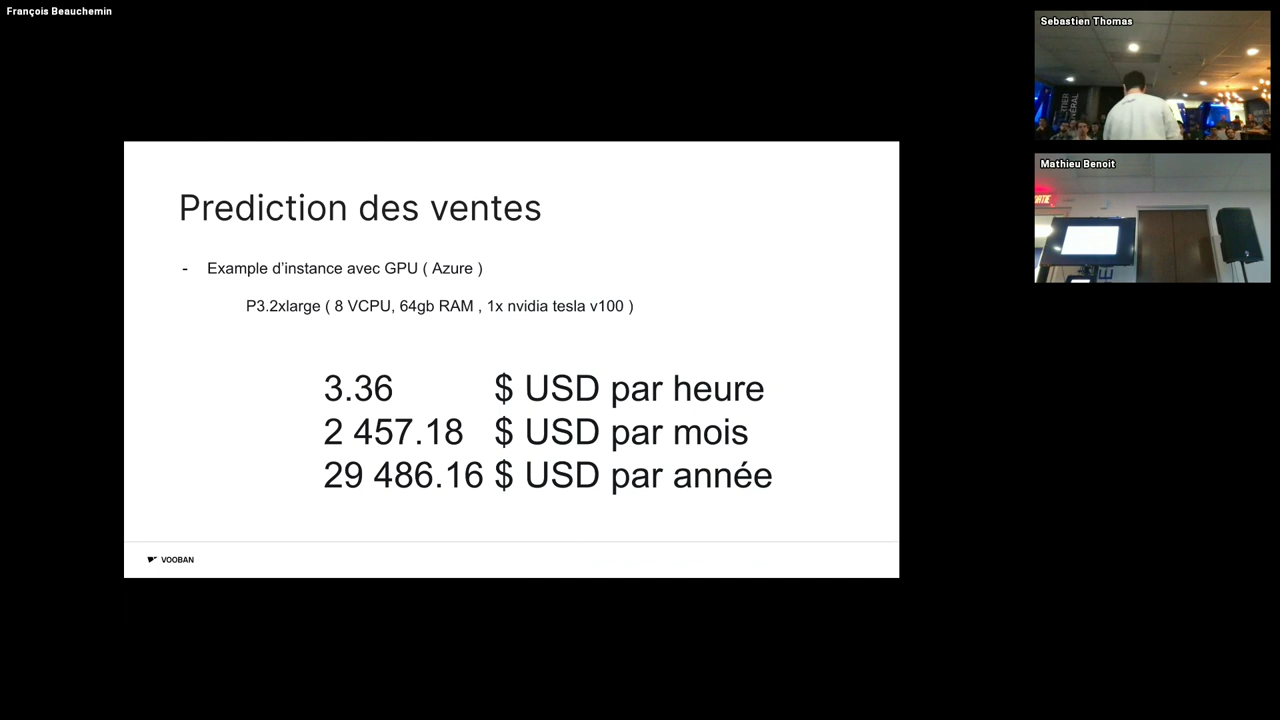 François Beauchemin
Sebastien Thomas
Mathieu Benoit
Prediction des ventes
- Example d'instance avec GPU ( Azure )
P3.2xlarge ( 8 VCPU, 64gb RAM , 1x nvidia tesla v100 )
3.36 $ USD par heure
2 457.18 $ USD par mois
29 486.16 $ USD par année
VOOBAN